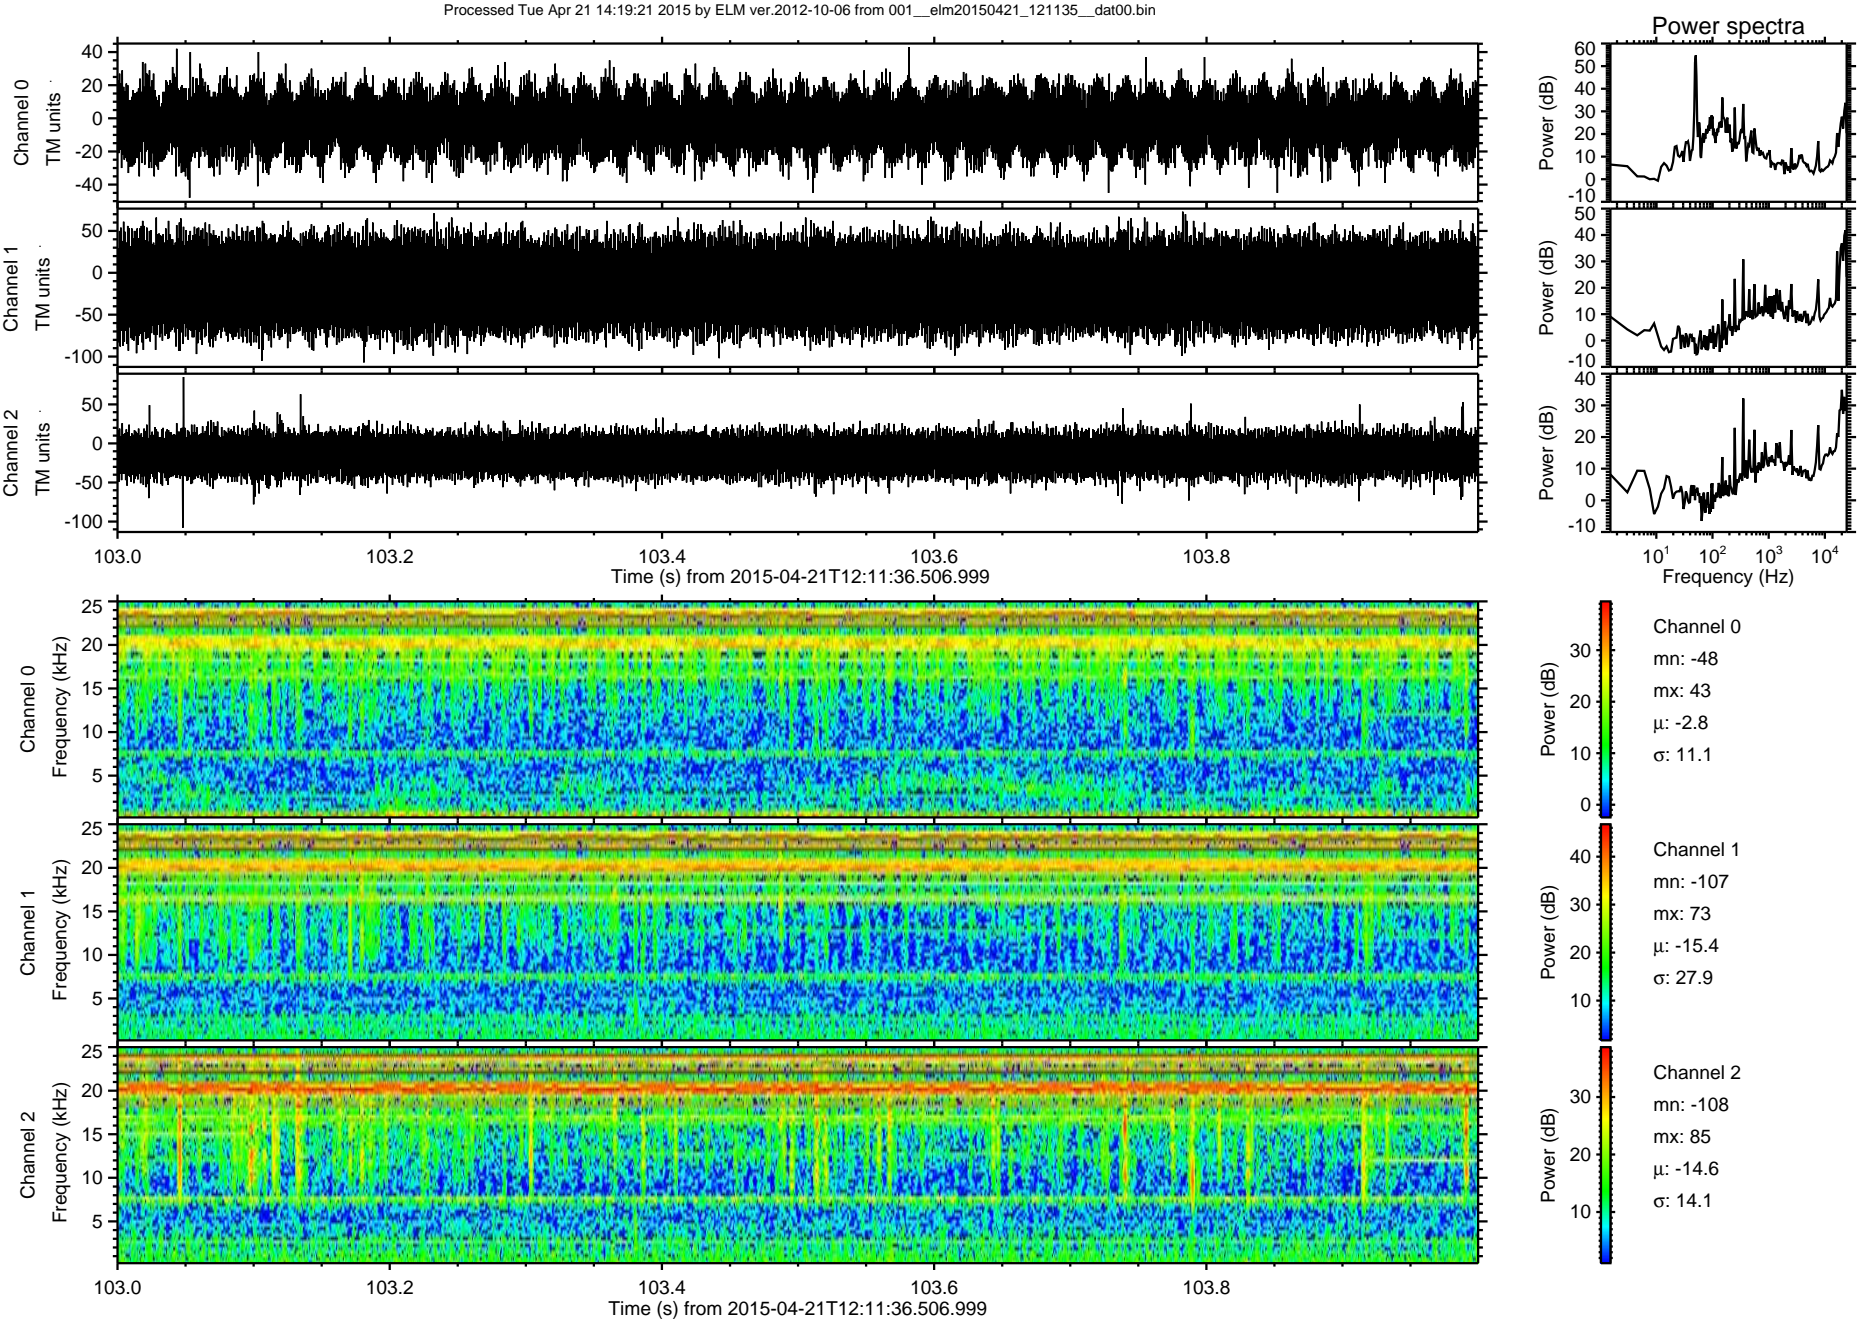 Processed Tue Apr 21 14:19:21 2015 by ELM ver.2012-10-06 from 001__elm20150421_121135__dat00.bin
Power spectra
Channel 0
TM units
40
20
0
-20
-40
Power (dB)
60
50
40
30
20
10
0
-10
Channel 1
TM units
50
0
-50
-100
Power (dB)
50
40
30
20
10
0
-10
Channel 2
TM units
50
0
-50
-100
Power (dB)
40
30
20
10
0
-10
103.0 103.2 103.4 103.6 103.8
Time (s) from 2015-04-21T12:11:36.506.999
10¹ 10² 10³ 10⁴
Frequency (Hz)
Channel 0
Frequency (kHz)
25
20
15
10
5
Power (dB)
30
20
10
0
Channel 0
mn: -48
mx: 43
µ: -2.8
σ: 11.1
Channel 1
Frequency (kHz)
25
20
15
10
5
Power (dB)
40
30
20
10
Channel 1
mn: -107
mx: 73
µ: -15.4
σ: 27.9
Channel 2
Frequency (kHz)
25
20
15
10
5
Power (dB)
30
20
10
Channel 2
mn: -108
mx: 85
µ: -14.6
σ: 14.1
103.0 103.2 103.4 103.6 103.8
Time (s) from 2015-04-21T12:11:36.506.999